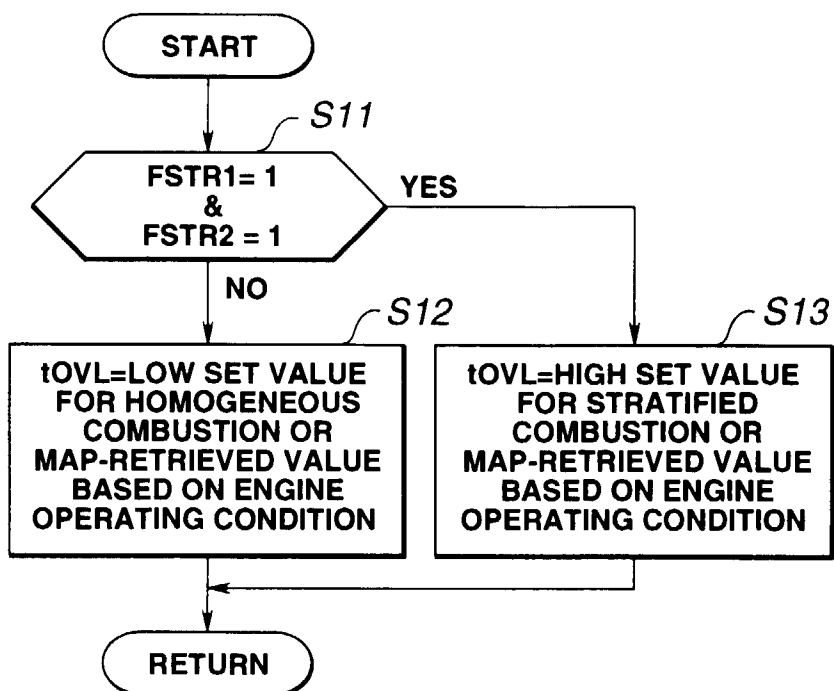 START
S11
FSTR1= 1
&
FSTR2 = 1
YES
NO
S12
tOVL=LOW SET VALUE
FOR HOMOGENEOUS
COMBUSTION OR
MAP-RETRIEVED VALUE
BASED ON ENGINE
OPERATING CONDITION
S13
tOVL=HIGH SET VALUE
FOR STRATIFIED
COMBUSTION OR
MAP-RETRIEVED VALUE
BASED ON ENGINE
OPERATING CONDITION
RETURN